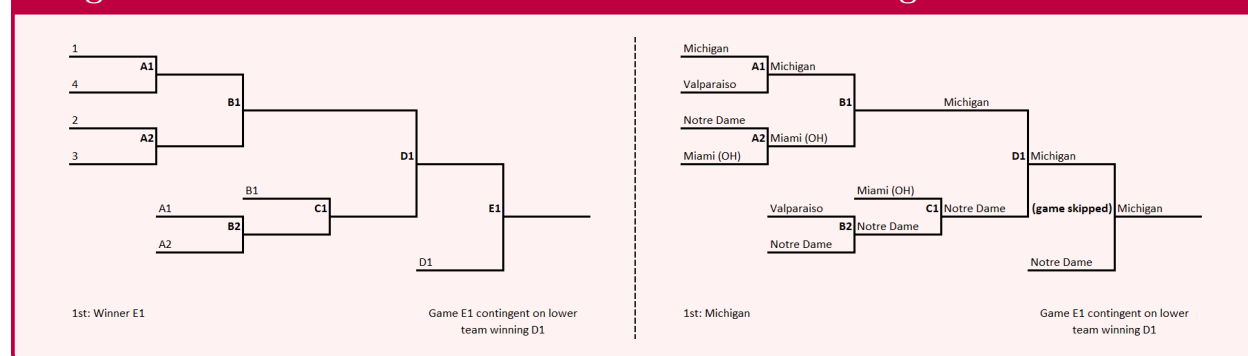 1
A1
4
B1
2
A2
3
D1
B1
C1
A1
B2
A2
E1
D1
1st: Winner E1
Game E1 contingent on lower
team winning D1
Michigan
A1 Michigan
Valparaiso
B1
Michigan
Notre Dame
A2 Miami (OH)
Miami (OH)
D1 Michigan
Miami (OH)
C1 Notre Dame
Valparaiso
B2 Notre Dame
Notre Dame
(game skipped) Michigan
Notre Dame
1st: Michigan
Game E1 contingent on lower
team winning D1